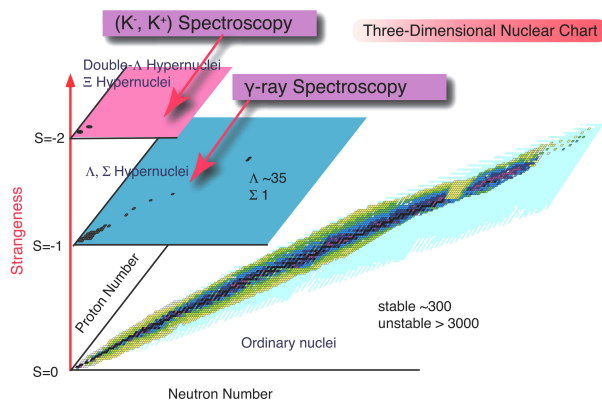 (K-, K+) Spectroscopy
Three-Dimensional Nuclear Chart
Double-Λ Hypernuclei
Ξ Hypernuclei
γ-ray Spectroscopy
S=-2
Λ, Σ Hypernuclei
Λ ~35
Σ 1
S=-1
Strangeness
Proton Number
stable ~300
unstable > 3000
Ordinary nuclei
S=0
Neutron Number